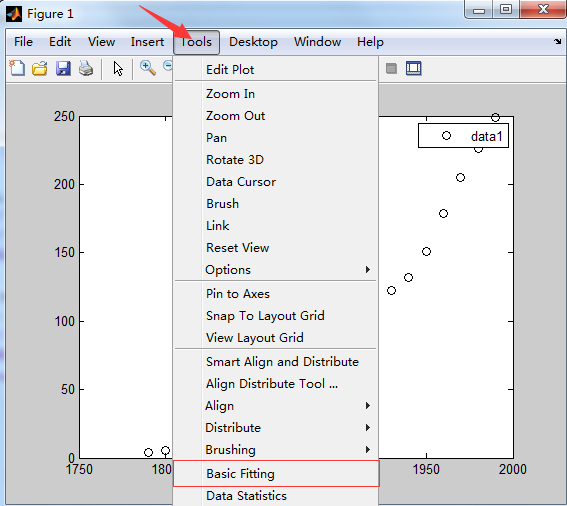 Figure 1
File Edit View Insert Tools Desktop Window Help
Edit Plot
Zoom In
Zoom Out
Pan
Rotate 3D
Data Cursor
Brush
Link
Reset View
Options
Pin to Axes
Snap To Layout Grid
View Layout Grid
Smart Align and Distribute
Align Distribute Tool ...
Align
Distribute
Brushing
Basic Fitting
Data Statistics
250
200
150
100
50
0
data1
1750 180 1950 2000